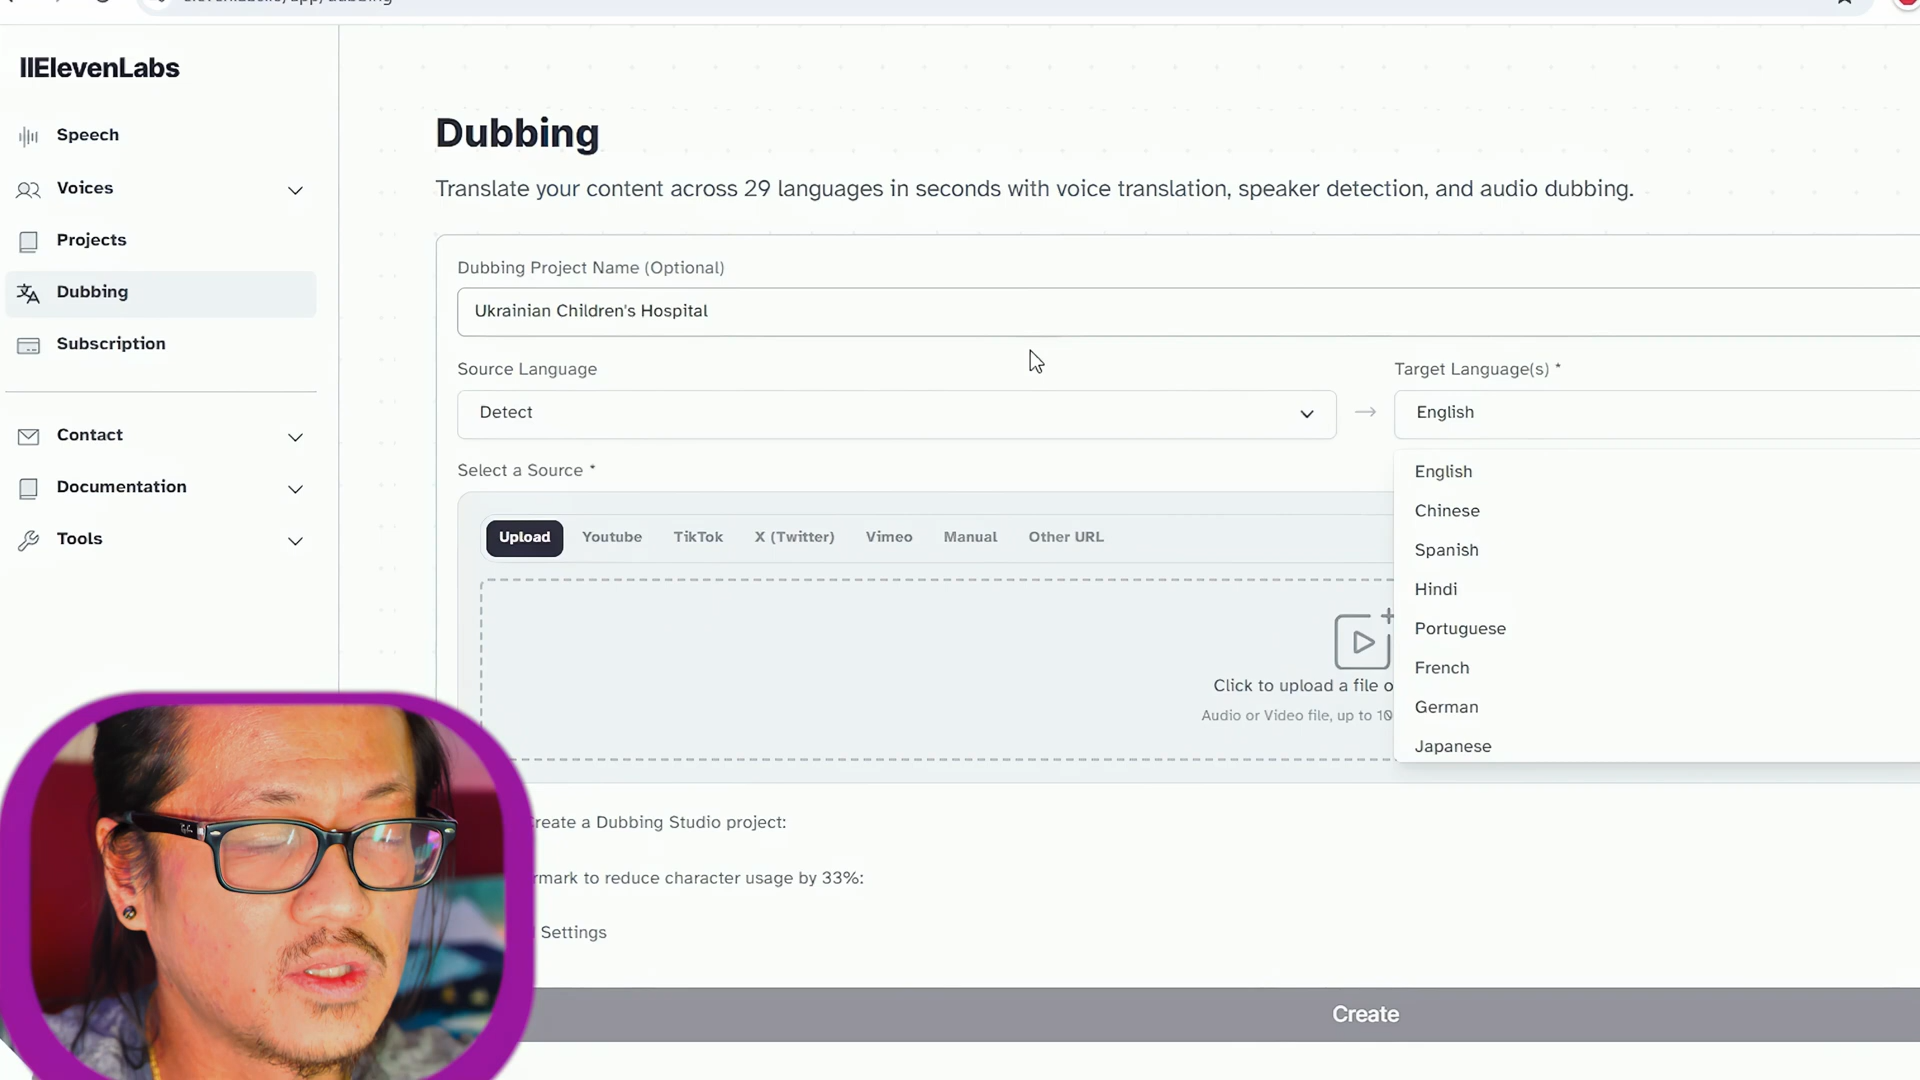 IIElevenLabs
Speech
Voices
Projects
Dubbing
Subscription
Contact
Documentation
Tools
Dubbing
Translate your content across 29 languages in seconds with voice translation, speaker detection, and audio dubbing.
Dubbing Project Name (Optional)
Ukrainian Children's Hospital
Source Language
Detect
Target Language(s) *
English
Select a Source *
Upload Youtube TikTok X (Twitter) Vimeo Manual Other URL
Click to upload a file o
Audio or Video file, up to 10
English
Chinese
Spanish
Hindi
Portuguese
French
German
Japanese
reate a Dubbing Studio project:
rmark to reduce character usage by 33%:
Settings
Create